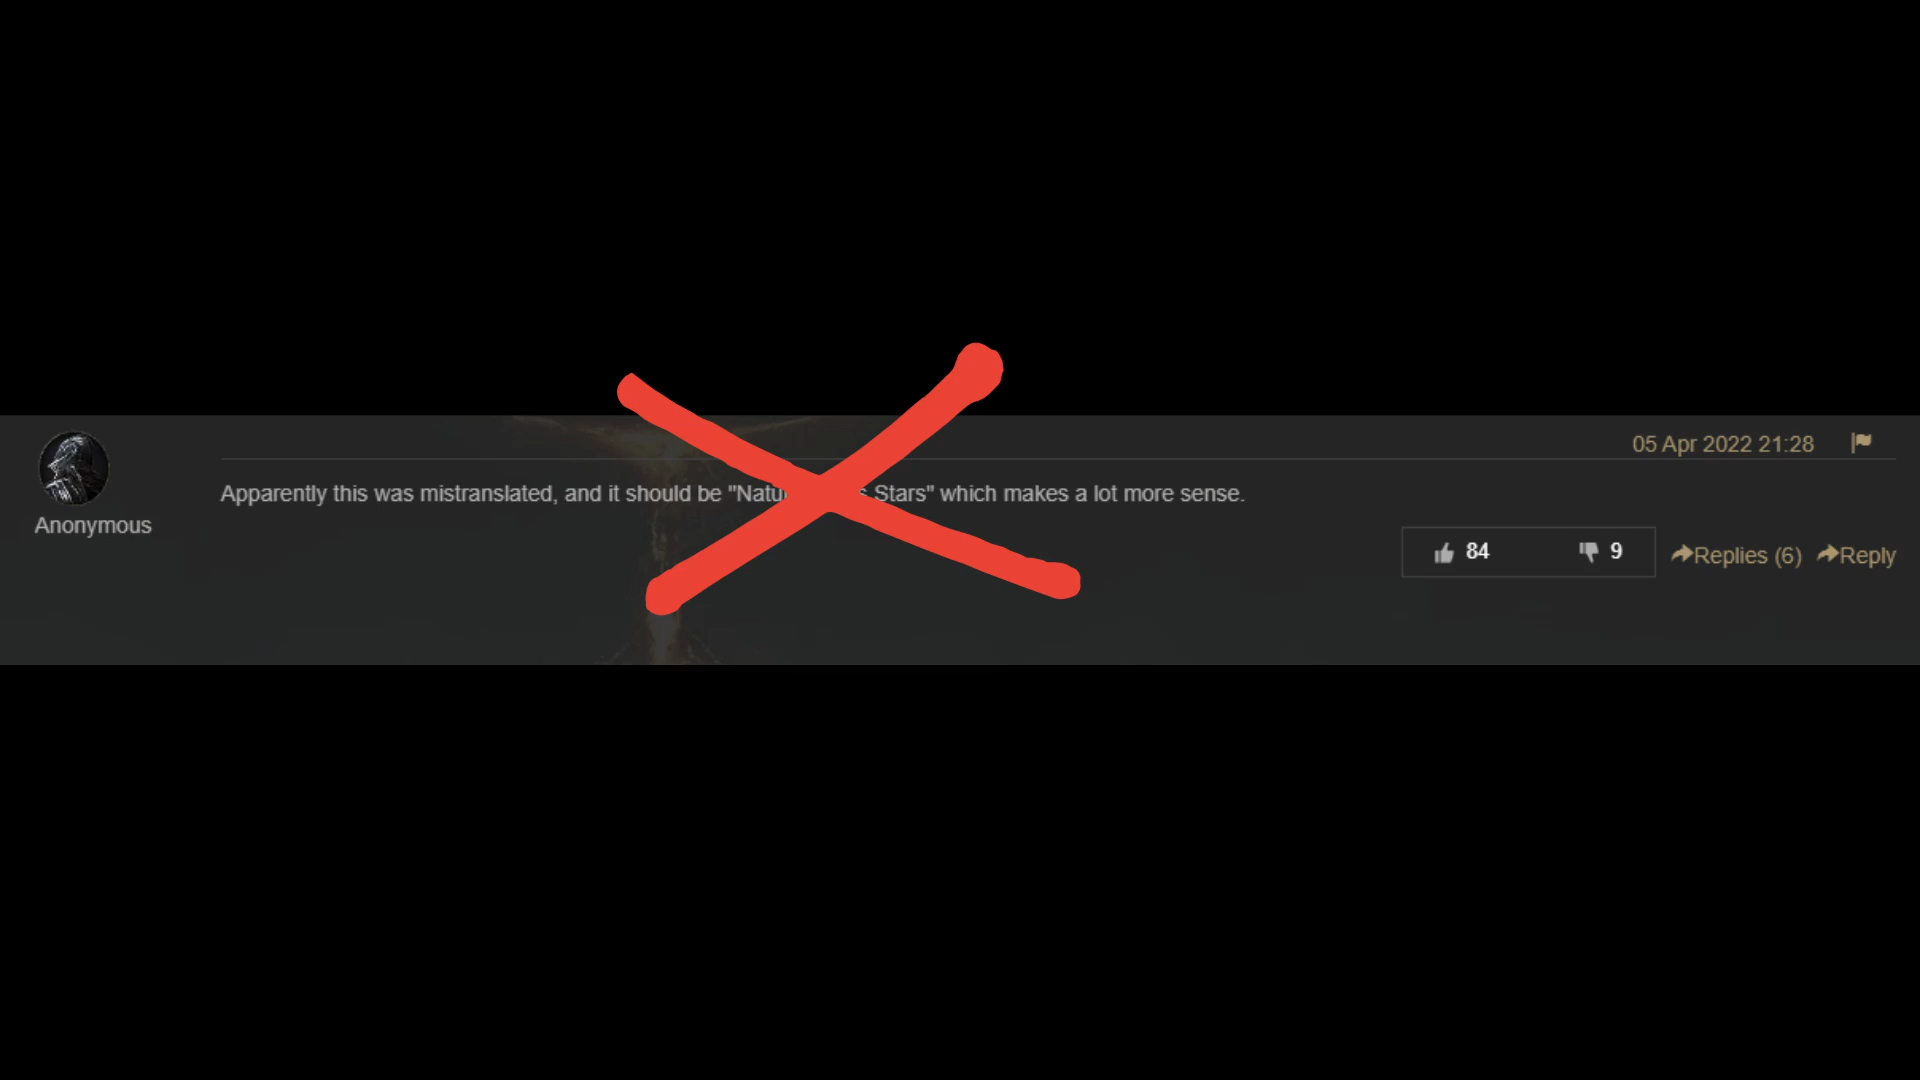 05 Apr 2022 21:28
Apparently this was mistranslated, and it should be "Natu Stars" which makes a lot more sense.
Anonymous
84 9 Replies (6) Reply